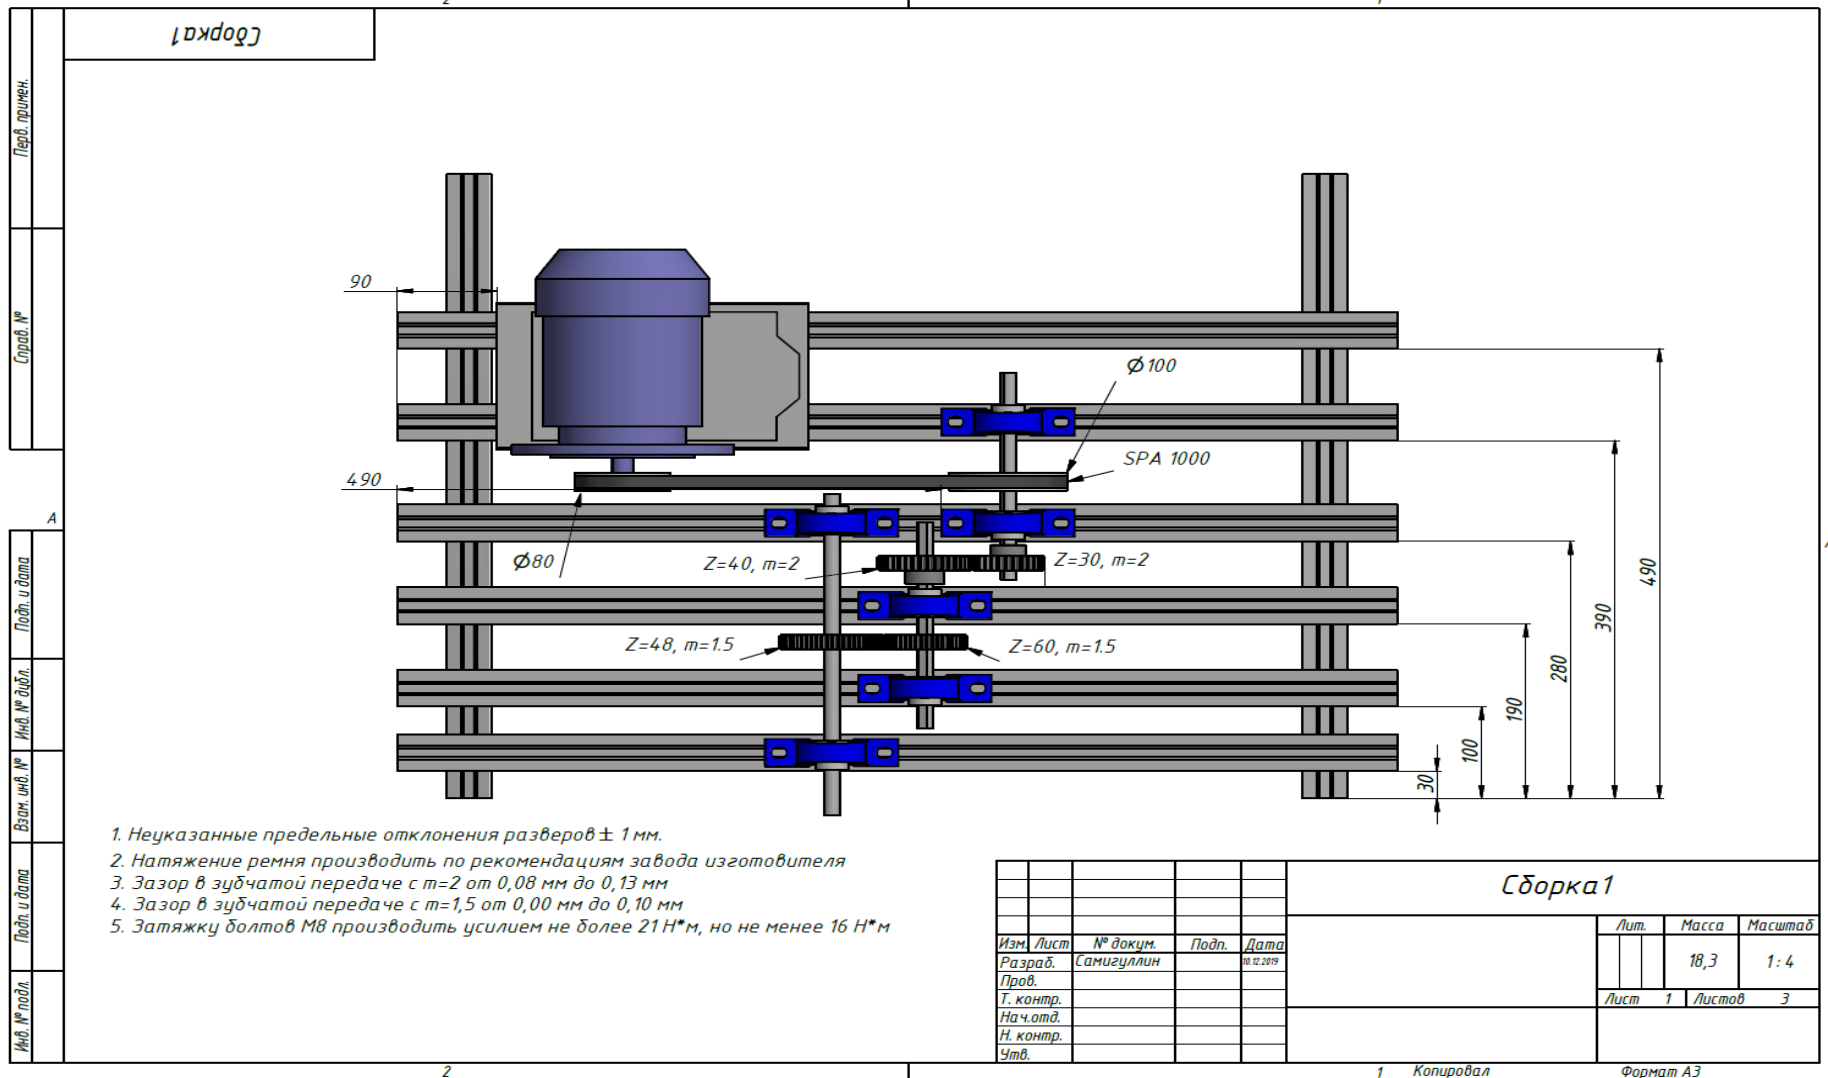 2
1
Сборка1
Перв. примен.
Справ. №
А
Подп. и дата
Инв. № дубл.
Взам. инв. №
Подп. и дата
Инв. № подл.
90
490
Ø100
SPA 1000
Ø80
Z=40, m=2
Z=30, m=2
Z=48, m=1.5
Z=60, m=1.5
490
390
280
190
100
30
1. Неуказанные предельные отклонения разверов ± 1 мм.
2. Натяжение ремня производить по рекомендациям завода изготовителя
3. Зазор в зубчатой передаче с m=2 от 0,08 мм до 0,13 мм
4. Зазор в зубчатой передаче с m=1,5 от 0,00 мм до 0,10 мм
5. Затяжку болтов М8 производить усилием не более 21 Н*м, но не менее 16 Н*м
Сборка1
Изм. Лист № докум. Подп. Дата
Разраб. Самигуллин 10.12.2019
Пров.
Т. контр.
Нач.отд.
Н. контр.
Утв.
Лит. Масса Масштаб
18,3 1:4
Лист 1 Листов 3
2
1 Копировал Формат А3